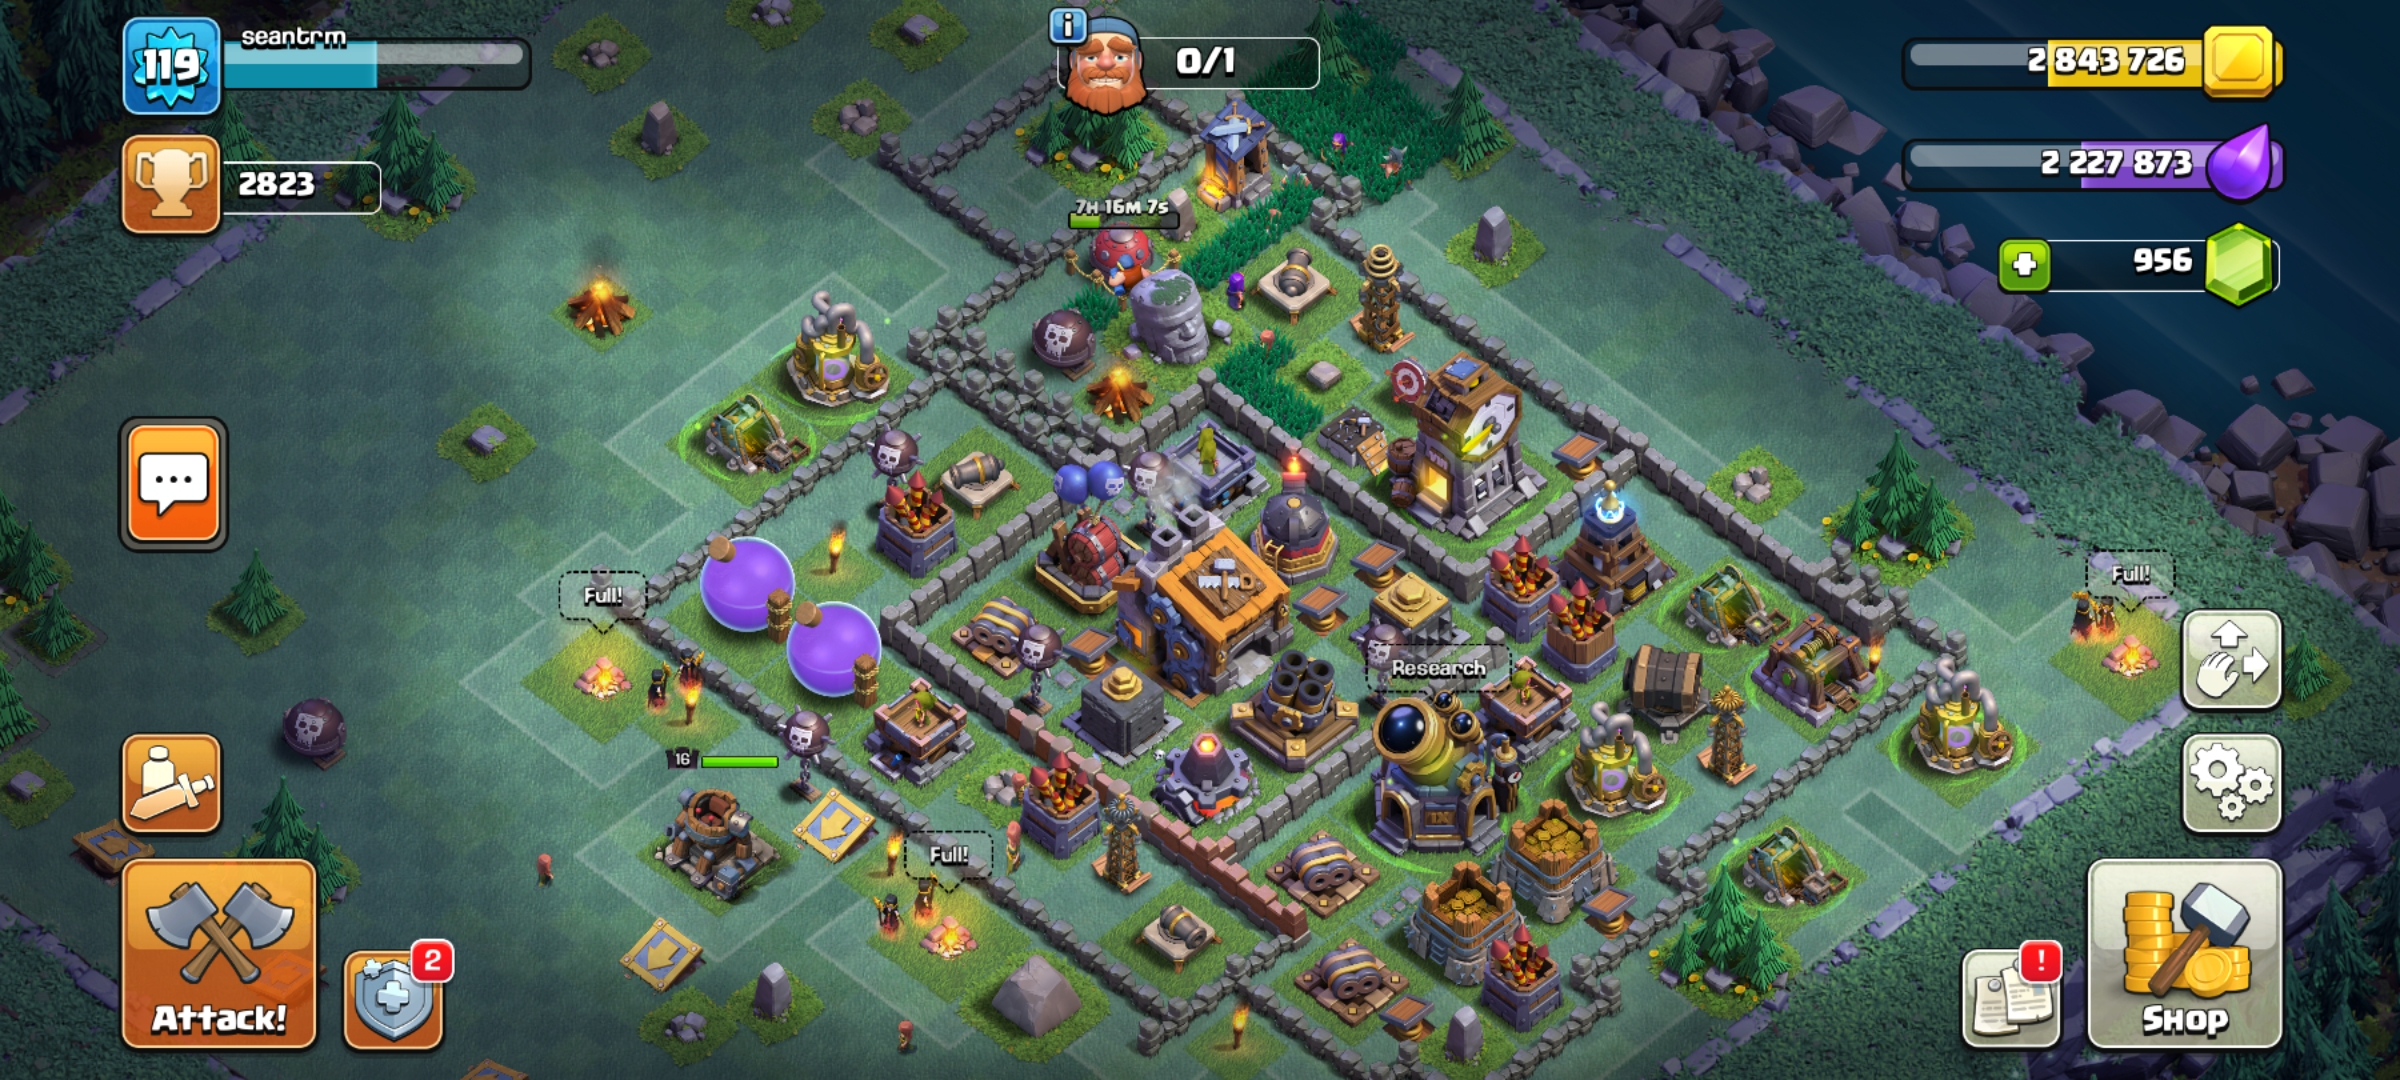 i
seantrm
119
0/1
2 843 726
2823
2 227 873
7H 16M 7s
956
Full!
Full!
Research
16
Full!
IX
2
!
Attack!
Shop